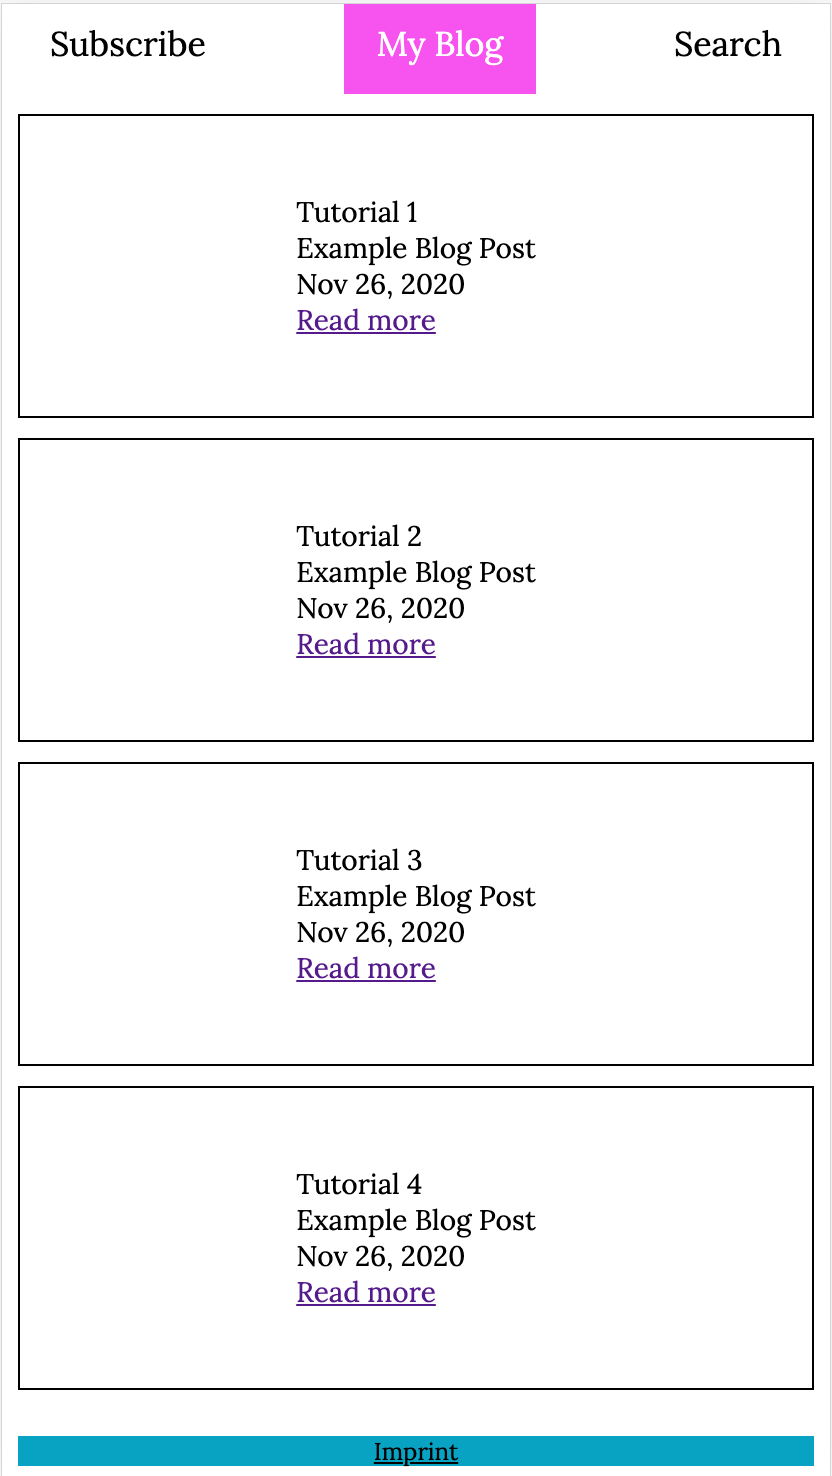 Subscribe My Blog Search
Tutorial 1
Example Blog Post
Nov 26, 2020
Read more
Tutorial 2
Example Blog Post
Nov 26, 2020
Read more
Tutorial 3
Example Blog Post
Nov 26, 2020
Read more
Tutorial 4
Example Blog Post
Nov 26, 2020
Read more
Imprint